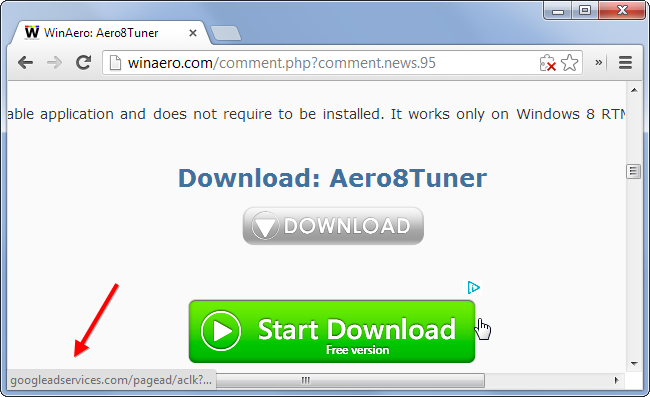 WinAero: Aero8Tuner
winaero.com/comment.php?comment.news.95
able application and does not require to be installed. It works only on Windows 8 RTM
Download: Aero8Tuner
DOWNLOAD
Start Download
Free version
googleadservices.com/pagead/aclk?...